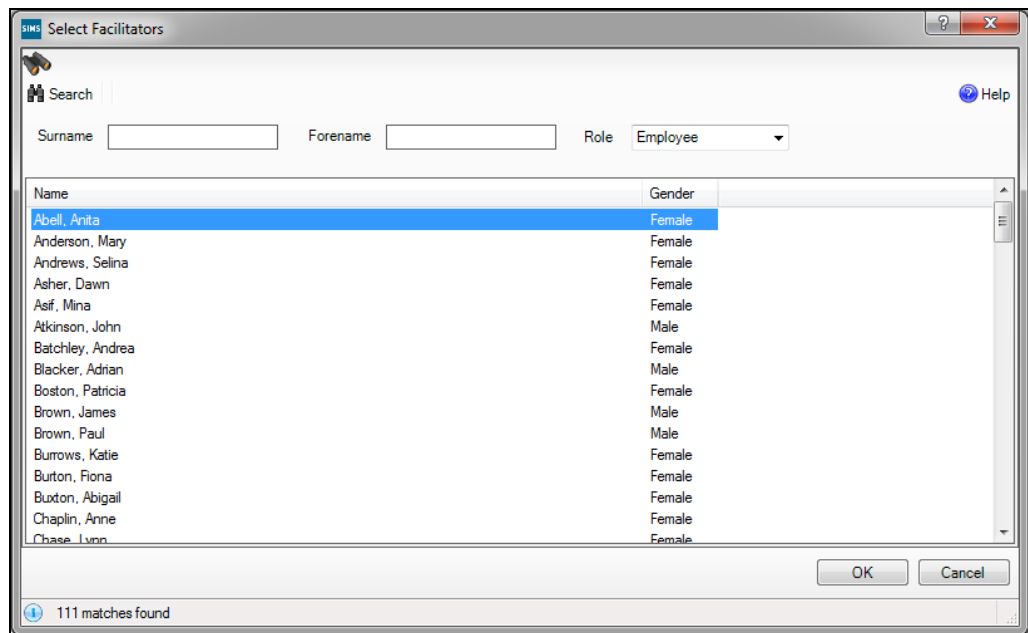 SIMS Select Facilitators
Search Help
Surname Forename Role Employee
Name Gender
Abell, Anita Female
Anderson, Mary Female
Andrews, Selina Female
Asher, Dawn Female
Asif, Mina Female
Atkinson, John Male
Batchley, Andrea Female
Blacker, Adrian Male
Boston, Patricia Female
Brown, James Male
Brown, Paul Male
Burrows, Katie Female
Burton, Fiona Female
Buxton, Abigail Female
Chaplin, Anne Female
Chase, Lynn Female
OK Cancel
111 matches found